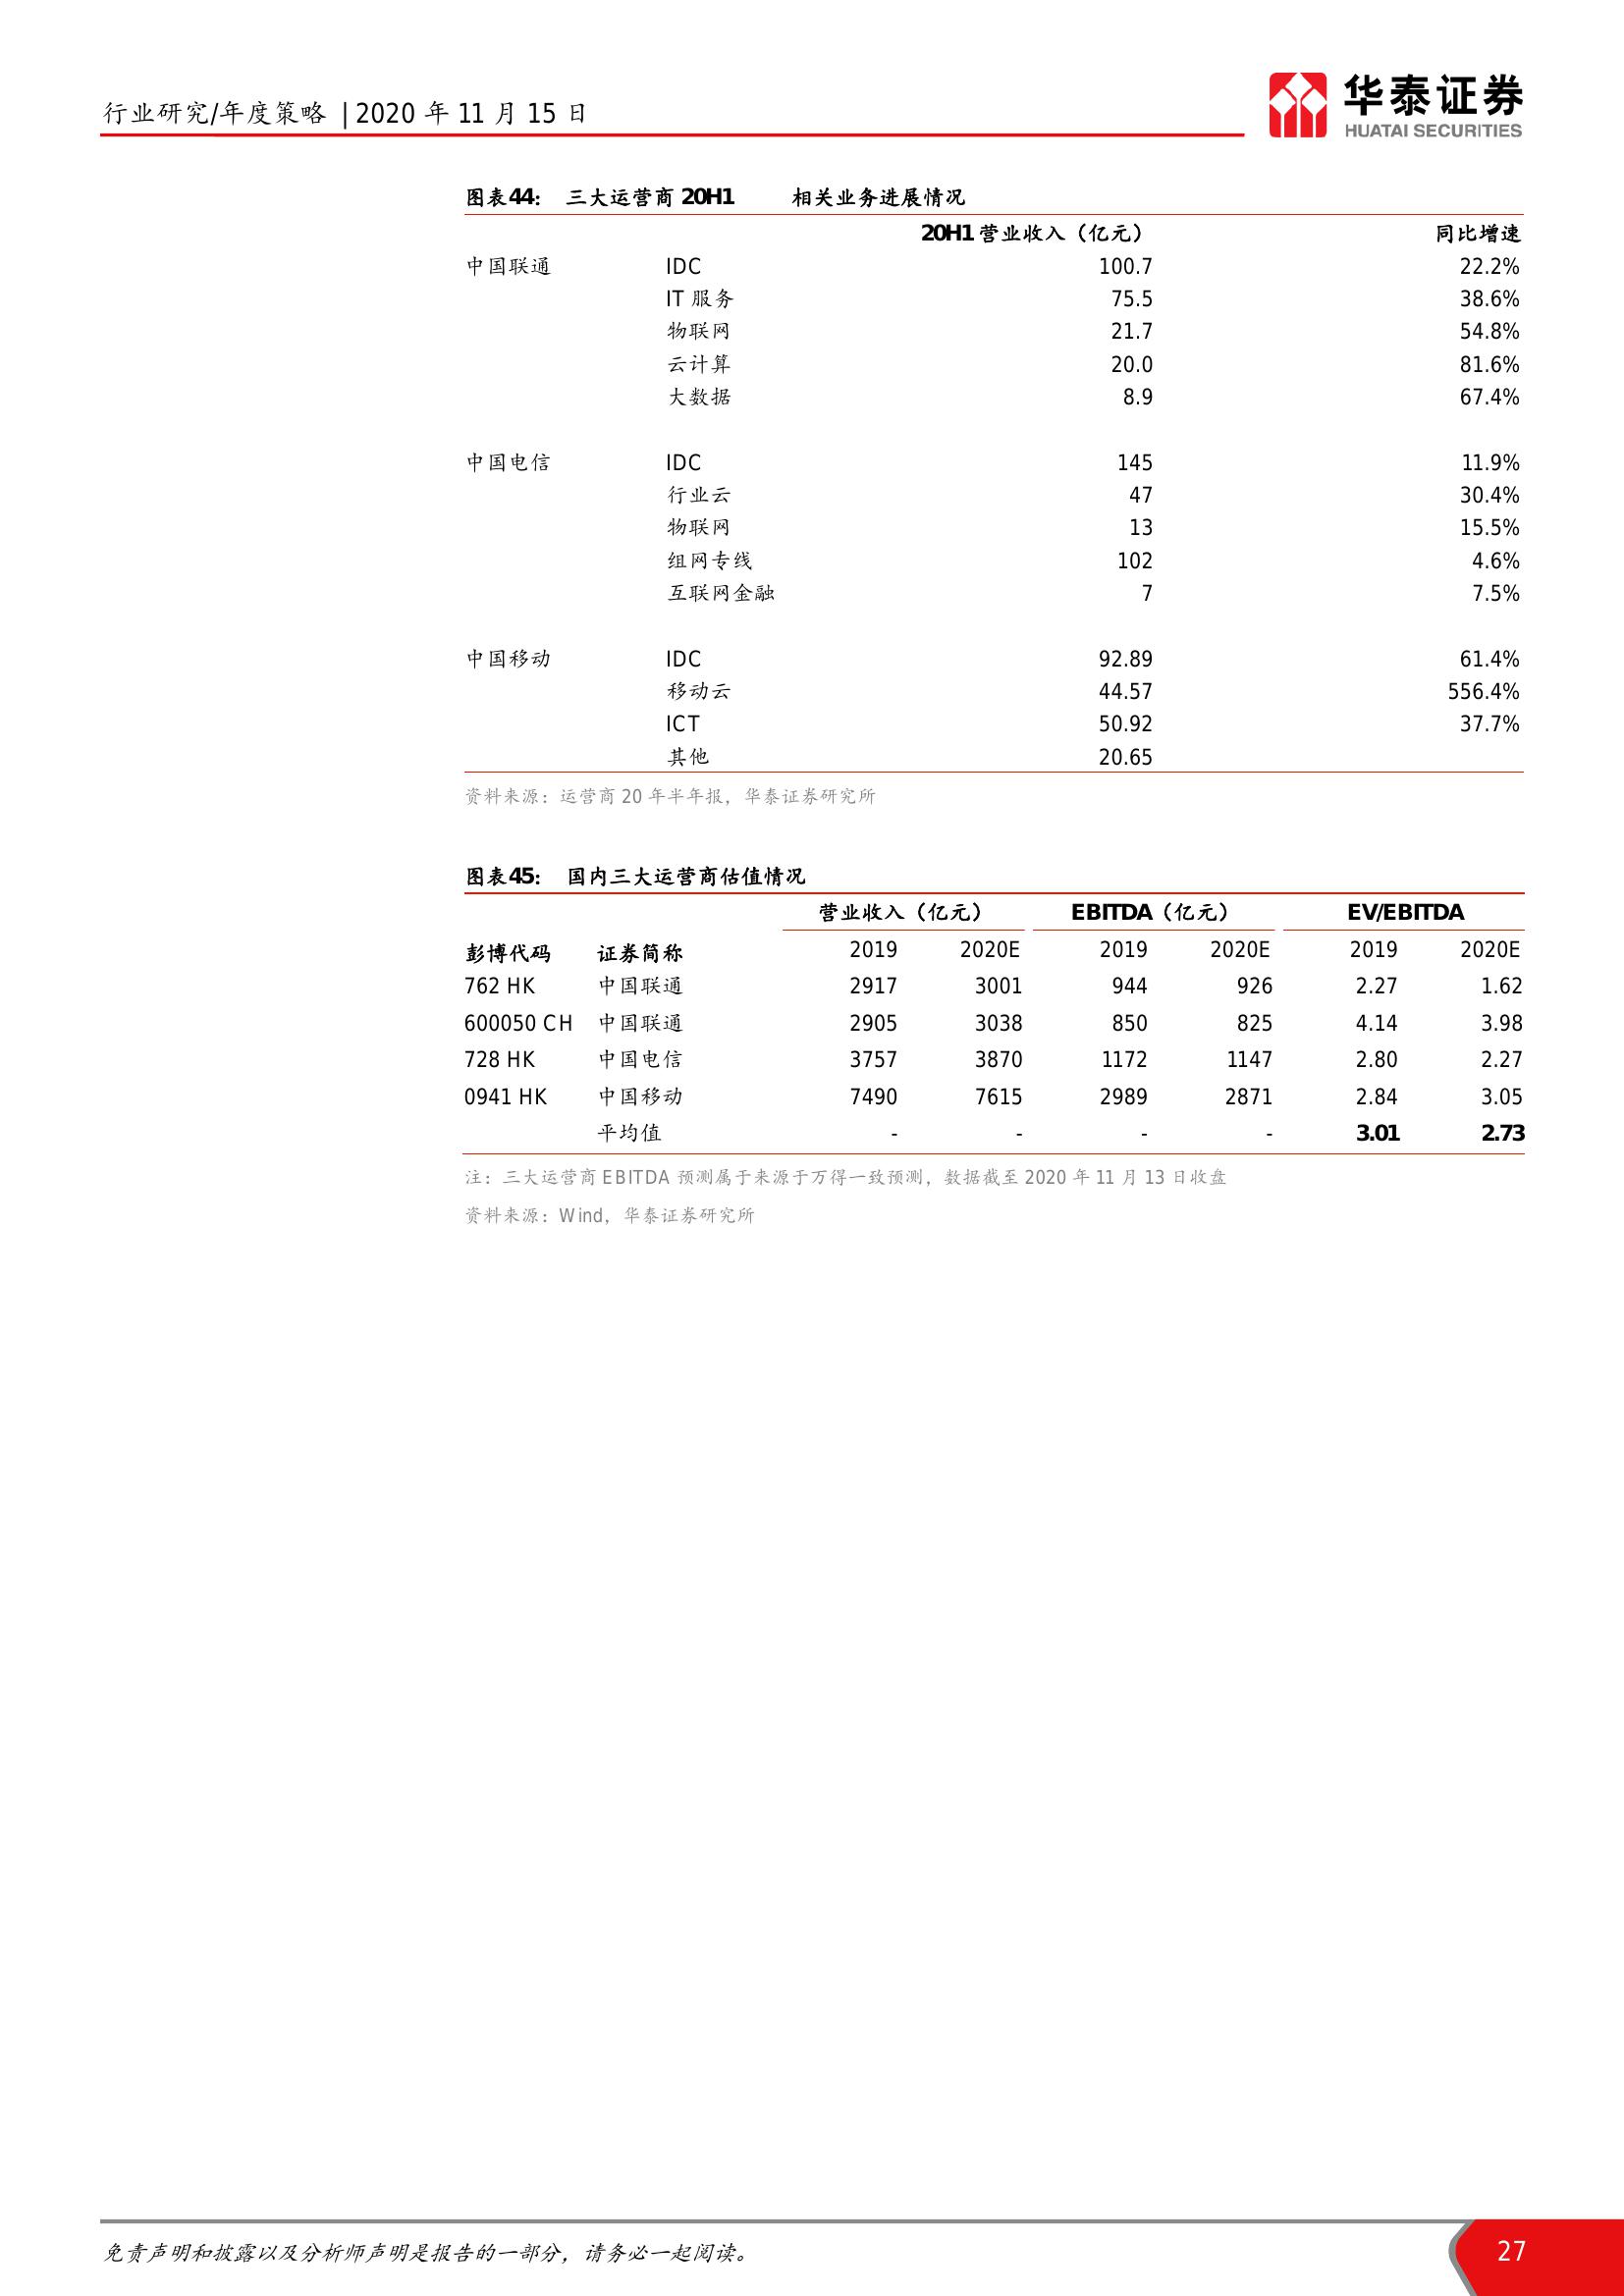 行业研究/年度策略 | 2020 年 11 月 15 日
华泰证券
HUATAI SECURITIES
图表44： 三大运营商 20H1 相关业务进展情况
20H1 营业收入（亿元） 同比增速
中国联通 IDC 100.7 22.2%
IT 服务 75.5 38.6%
物联网 21.7 54.8%
云计算 20.0 81.6%
大数据 8.9 67.4%
中国电信 IDC 145 11.9%
行业云 47 30.4%
物联网 13 15.5%
组网专线 102 4.6%
互联网金融 7 7.5%
中国移动 IDC 92.89 61.4%
移动云 44.57 556.4%
ICT 50.92 37.7%
其他 20.65
资料来源：运营商 20 年半年报，华泰证券研究所
图表45： 国内三大运营商估值情况
营业收入（亿元） EBITDA（亿元） EV/EBITDA
彭博代码 证券简称 2019 2020E 2019 2020E 2019 2020E
762 HK 中国联通 2917 3001 944 926 2.27 1.62
600050 CH 中国联通 2905 3038 850 825 4.14 3.98
728 HK 中国电信 3757 3870 1172 1147 2.80 2.27
0941 HK 中国移动 7490 7615 2989 2871 2.84 3.05
平均值 - - - - 3.01 2.73
注：三大运营商 EBITDA 预测属于来源于万得一致预测，数据截至 2020 年 11 月 13 日收盘
资料来源：Wind，华泰证券研究所
免责声明和披露以及分析师声明是报告的一部分，请务必一起阅读。
27